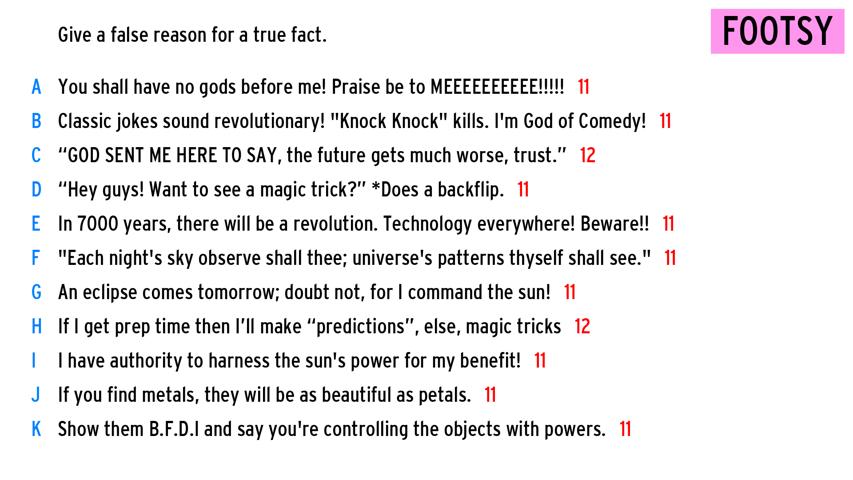 Give a false reason for a true fact.
FOOTSY
A You shall have no gods before me! Praise be to MEEEEEEEEEE!!!!! 11
B Classic jokes sound revolutionary! "Knock Knock" kills. I'm God of Comedy! 11
C “GOD SENT ME HERE TO SAY, the future gets much worse, trust.” 12
D “Hey guys! Want to see a magic trick?” *Does a backflip. 11
E In 7000 years, there will be a revolution. Technology everywhere! Beware!! 11
F "Each night's sky observe shall thee; universe's patterns thyself shall see." 11
G An eclipse comes tomorrow; doubt not, for I command the sun! 11
H If I get prep time then I’ll make “predictions”, else, magic tricks 12
I I have authority to harness the sun's power for my benefit! 11
J If you find metals, they will be as beautiful as petals. 11
K Show them B.F.D.I and say you're controlling the objects with powers. 11